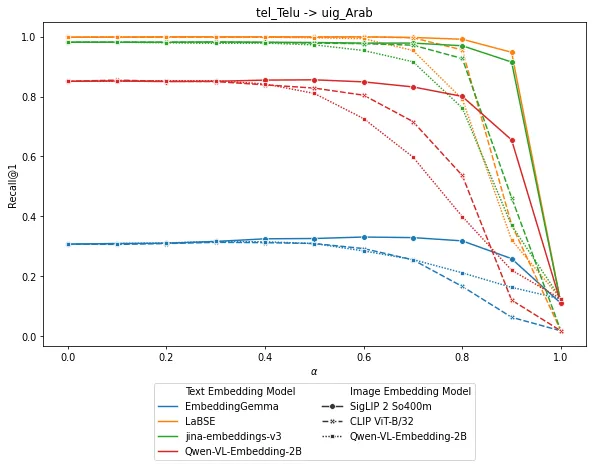 tel_Telu -> uig_Arab
1.0
0.8
0.6
0.4
0.2
0.0
Recall@1
0.0 0.2 0.4 0.6 0.8 1.0
α
Text Embedding Model Image Embedding Model
EmbeddingGemma SigLIP 2 So400m
LaBSE CLIP ViT-B/32
jina-embeddings-v3 Qwen-VL-Embedding-2B
Qwen-VL-Embedding-2B